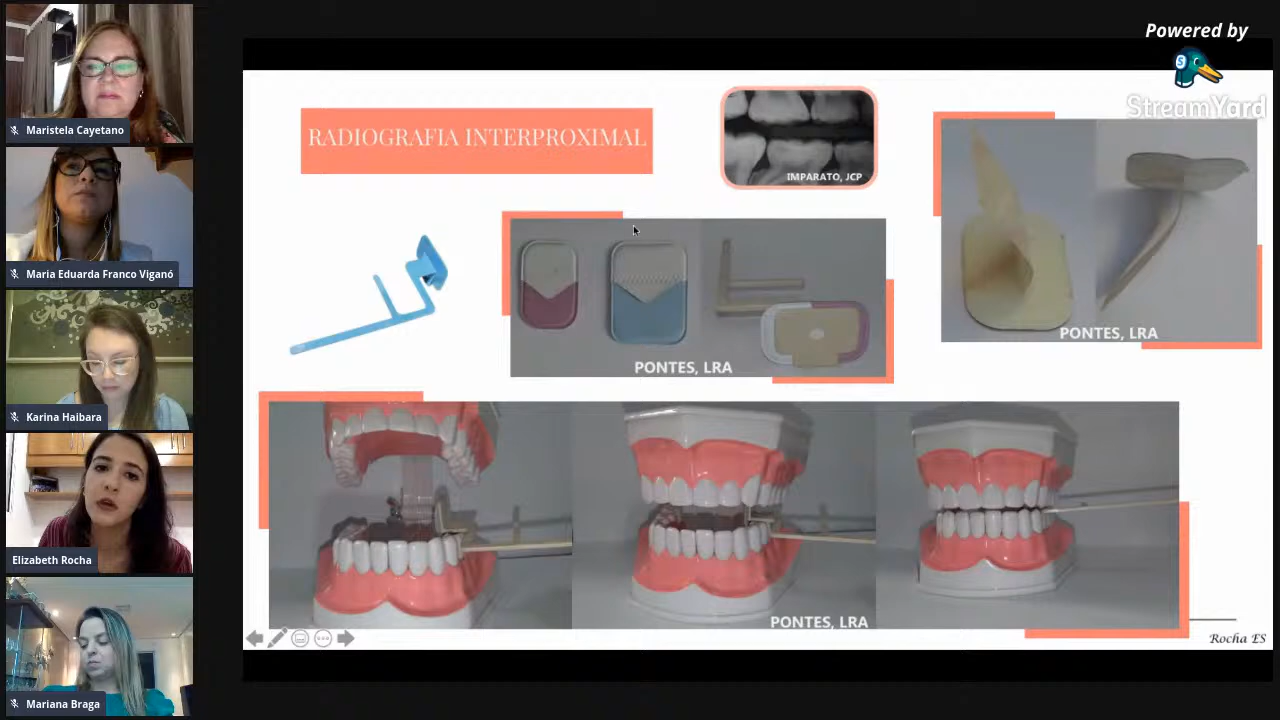 Powered by
StreamYard
Maristela Cayetano
Maria Eduarda Franco Viganó
Karina Haibara
Elizabeth Rocha
Mariana Braga
RADIOGRAFIA INTERPROXIMAL
IMPARATO, JCP
PONTES, LRA
PONTES, LRA
PONTES, LRA
Rocha ES